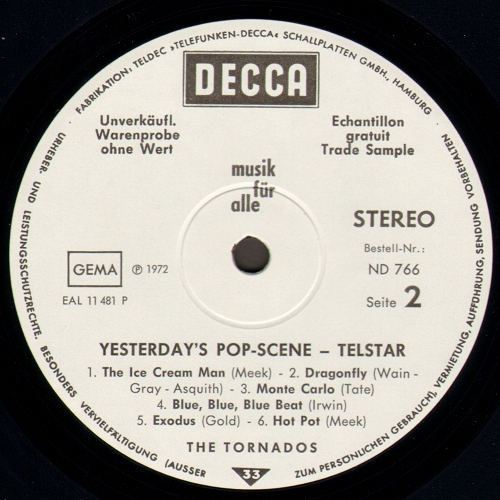 FABRIKATION: TELDEC »TELEFUNKEN-DECCA« SCHALLPLATTEN GMBH., HAMBURG
DECCA
Unverkäufl.
Warenprobe
ohne Wert
Echantillon
gratuit
Trade Sample
musik
für
alle
STEREO
Bestell-Nr.:
ND 766
Seite 2
GEMA
Ⓟ 1972
EAL 11 481 P
YESTERDAY'S POP-SCENE – TELSTAR
1. The Ice Cream Man (Meek) - 2. Dragonfly (Wain -
Gray - Asquith) - 3. Monte Carlo (Tate)
4. Blue, Blue, Blue Beat (Irwin)
5. Exodus (Gold) - 6. Hot Pot (Meek)
THE TORNADOS
33
URHEBER- UND LEISTUNGSSCHUTZRECHTE. BESONDERS VERVIELFÄLTIGUNG (AUSSER ZUM PERSÖNLICHEN GEBRAUCH), VERMIETUNG, AUFFÜHRUNG, SENDUNG VORBEHALTEN